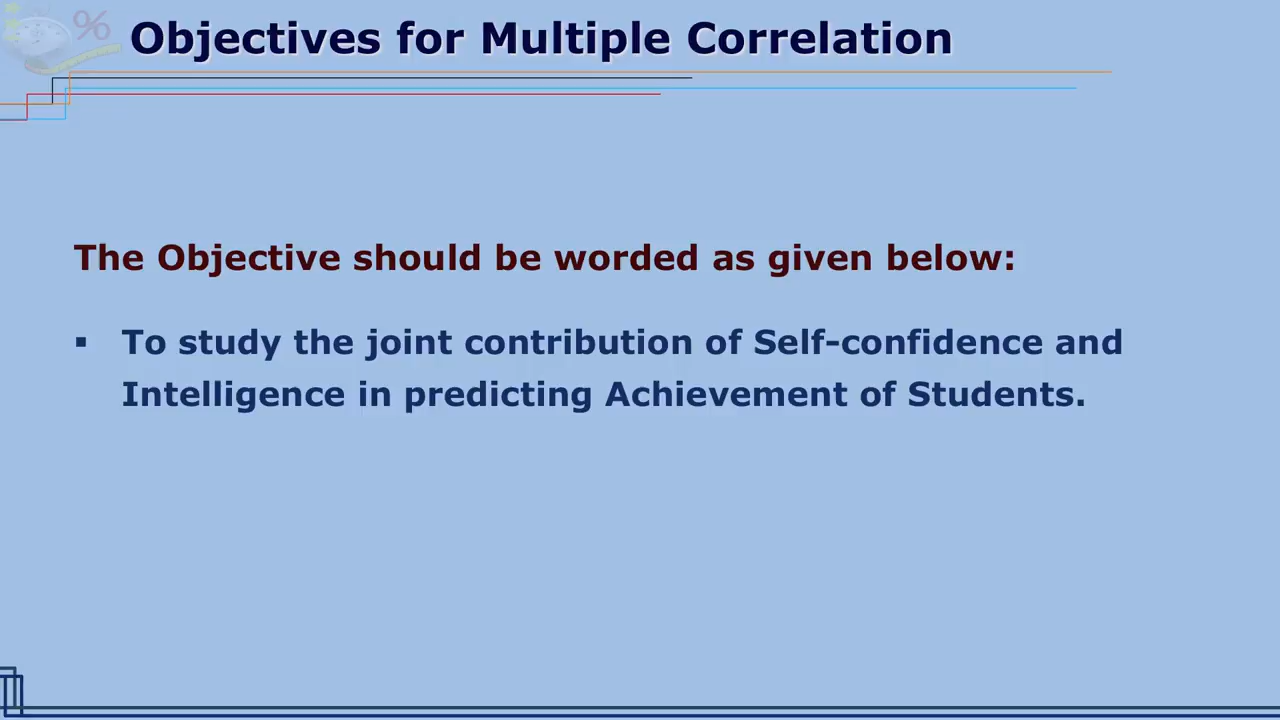 %
Objectives for Multiple Correlation
The Objective should be worded as given below:
▪ To study the joint contribution of Self-confidence and
Intelligence in predicting Achievement of Students.